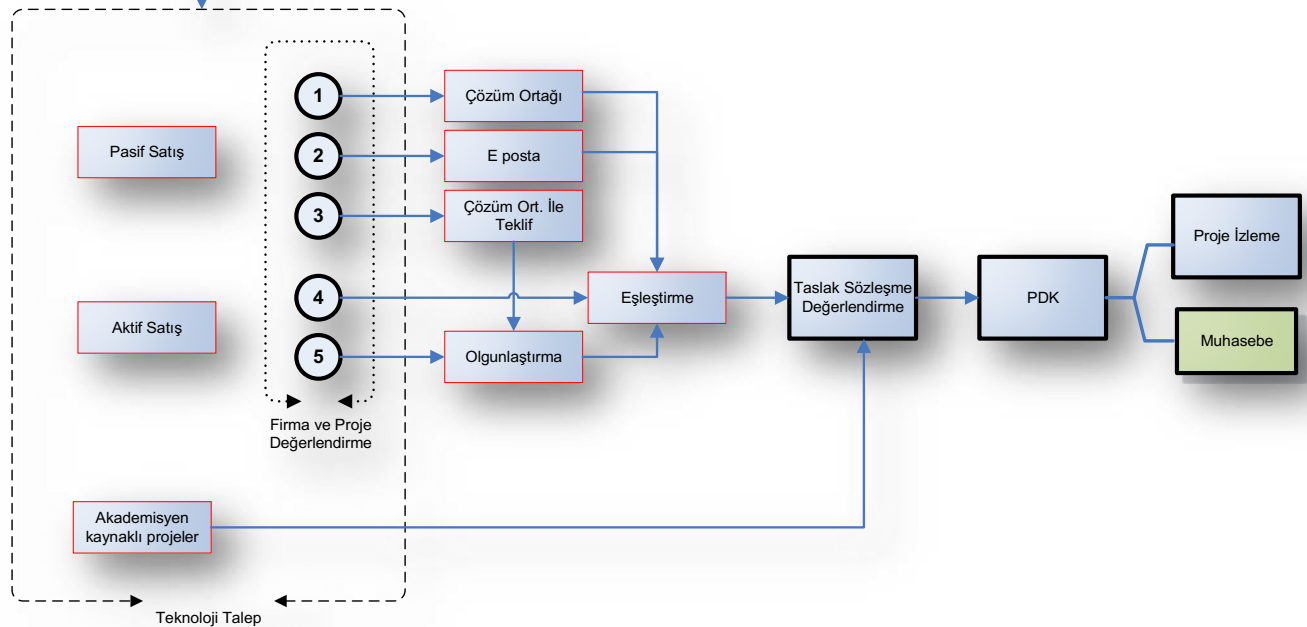 1
Çözüm Ortağı
Pasif Satış
2
E posta
3
Çözüm Ort. İle
Teklif
Proje İzleme
4
Eşleştirme
Taslak Sözleşme
Değerlendirme
PDK
Aktif Satış
5
Olgunlaştırma
Muhasebe
Firma ve Proje
Değerlendirme
Akademisyen
kaynaklı projeler
Teknoloji Talep